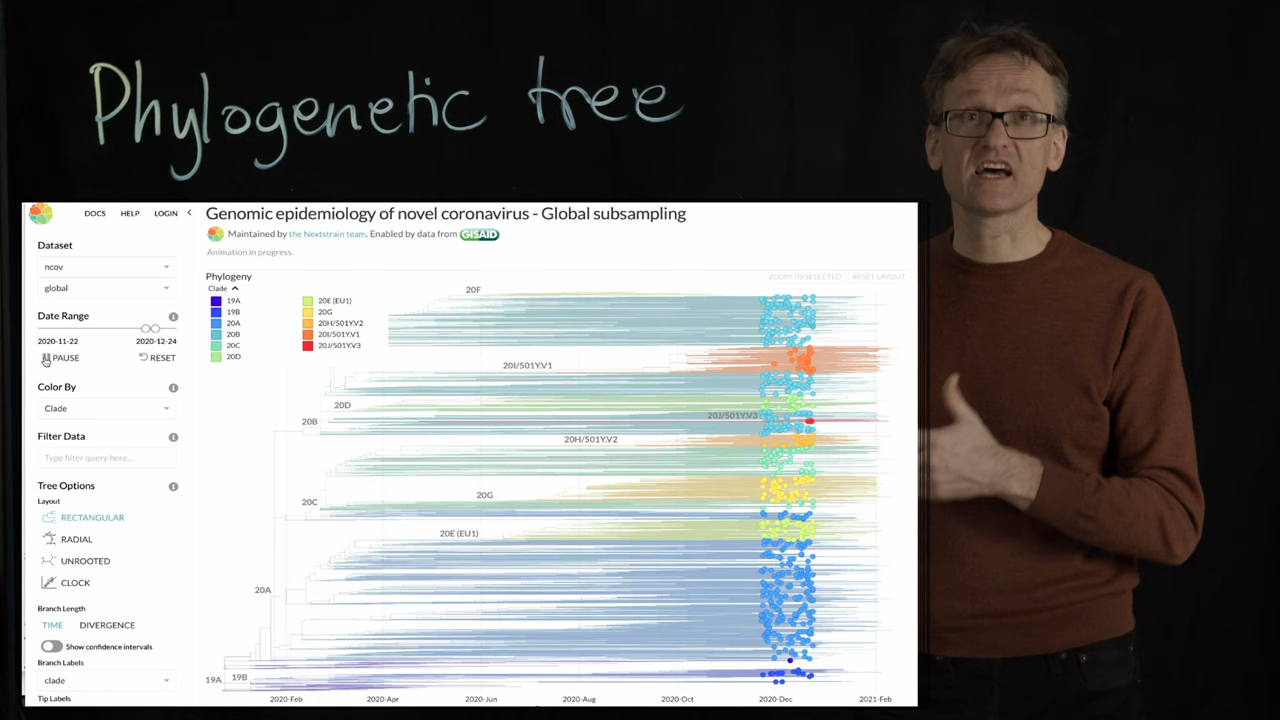 Phylogenetic tree
DOCS HELP LOGIN <
Genomic epidemiology of novel coronavirus - Global subsampling
Maintained by the Nextstrain team. Enabled by data from GISAID
Animation in progress.
Dataset
ncov
global
Date Range
2020-11-22 2020-12-24
PAUSE RESET
Color By
Clade
Filter Data
Type filter query here...
Tree Options
Layout
RECTANGULAR
RADIAL
UNROOTED
CLOCK
Branch Length
TIME DIVERGENCE
Show confidence intervals
Branch Labels
clade
Tip Labels
Phylogeny
ZOOM TO SELECTED RESET LAYOUT
Clade
19A 20E (EU1)
19B 20G
20A 20H/501Y.V2
20B 20I/501Y.V1
20C 20J/501Y.V3
20D
20F
20I/501Y.V1
20D
20J/501Y.V3
20B
20H/501Y.V2
20G
20C
20E (EU1)
20A
19A 19B
2020-Feb 2020-Apr 2020-Jun 2020-Aug 2020-Oct 2020-Dec 2021-Feb